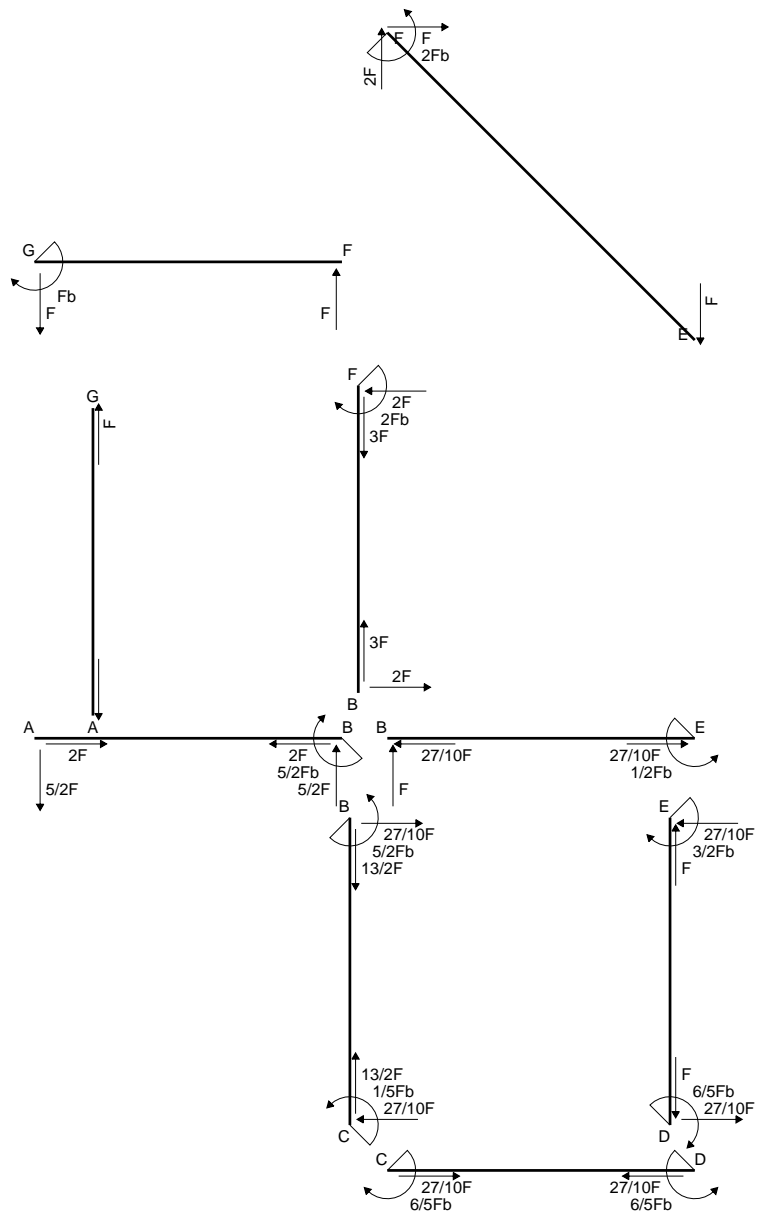 F F
2Fb
2F
G F
Fb
F F
F
E
F
2F
2Fb
3F
G
F
3F
2F
B
A A B B E
2F 2F 27/10F 27/10F
5/2Fb 1/2Fb
5/2F 5/2F F
B E
27/10F 27/10F
5/2Fb 3/2Fb
13/2F F
13/2F F 6/5Fb
1/5Fb
27/10F 27/10F
C D
C D
27/10F 27/10F
6/5Fb 6/5Fb